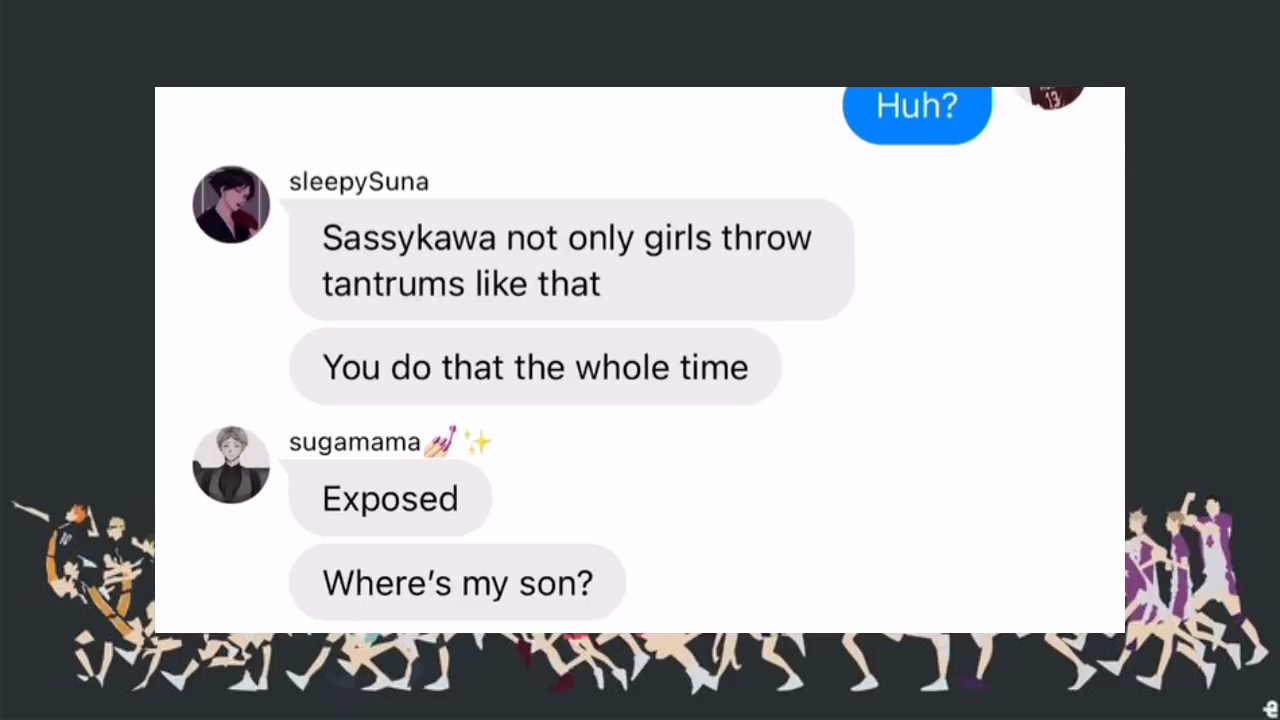 Huh?
sleepySuna
Sassykawa not only girls throw
tantrums like that
You do that the whole time
sugamama💅🏻✨
Exposed
Where's my son?
13